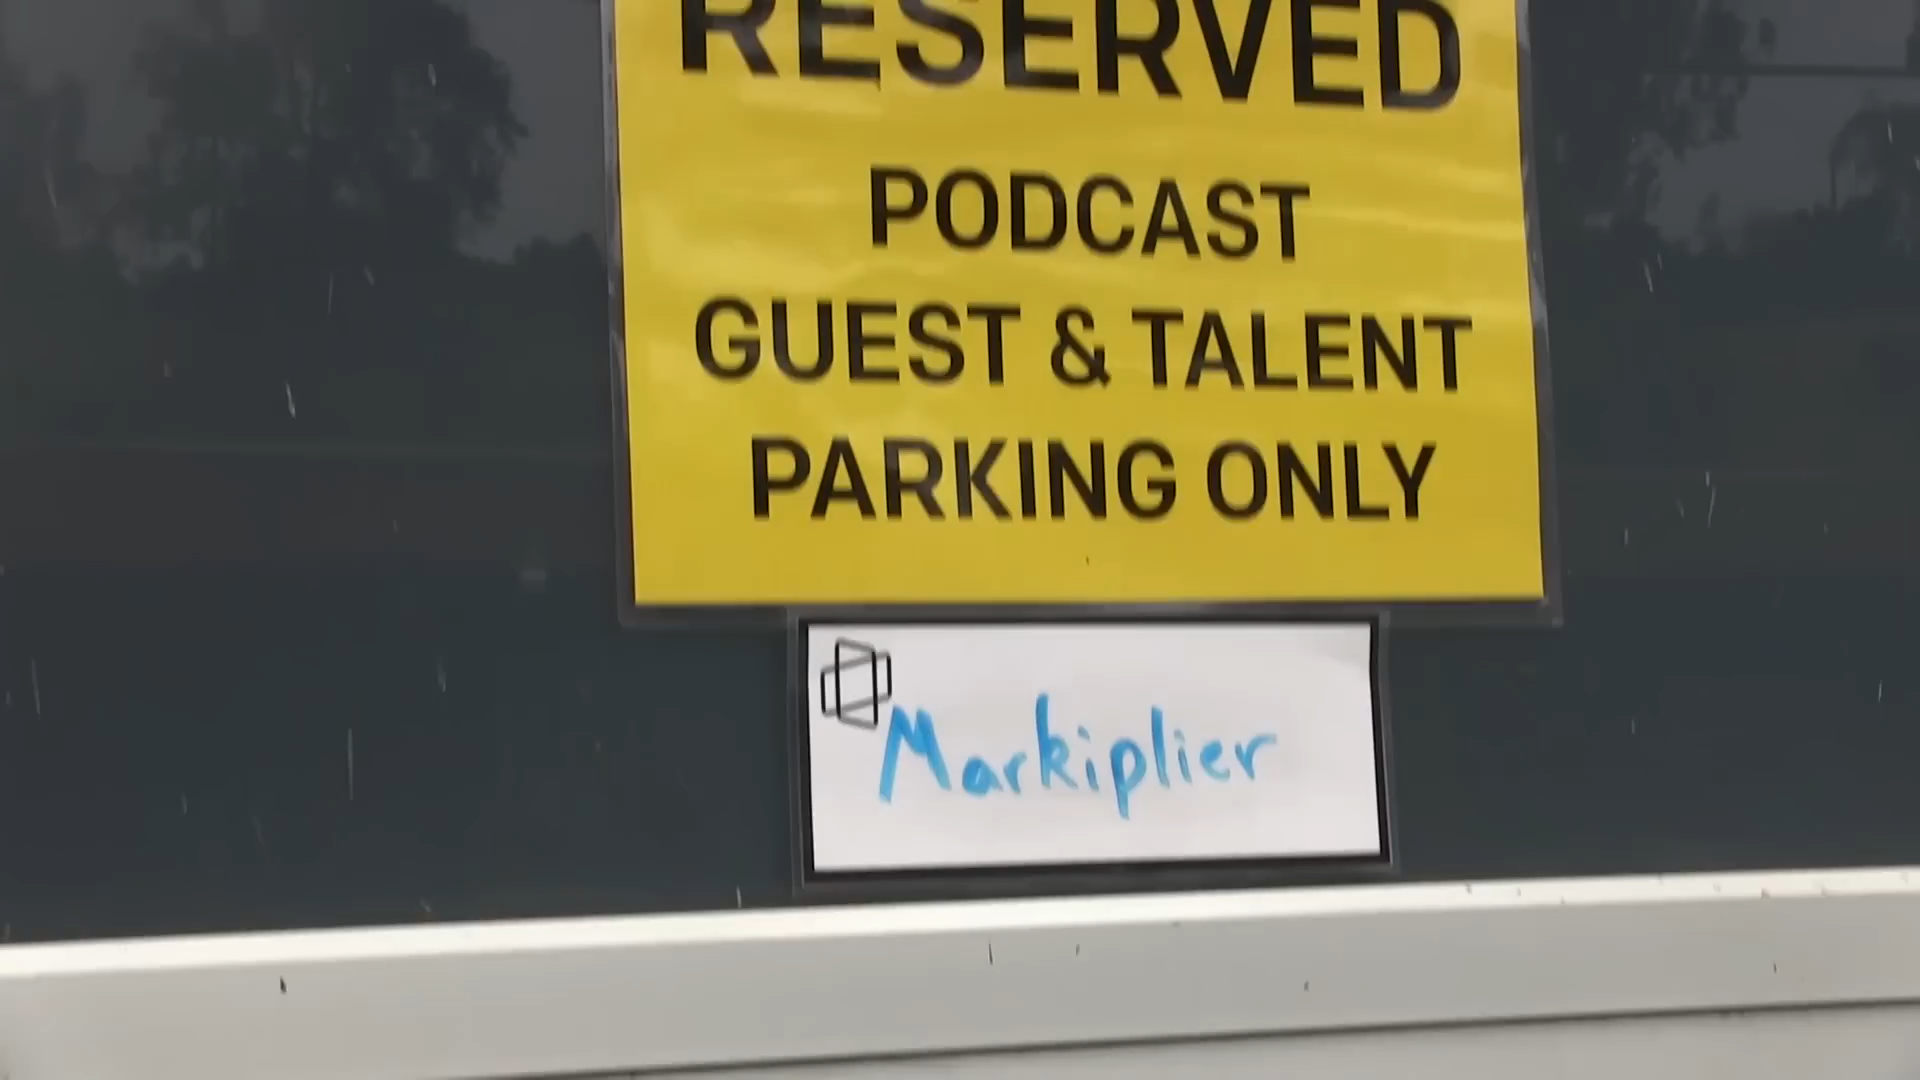 RESERVED
PODCAST
GUEST & TALENT
PARKING ONLY
Markiplier